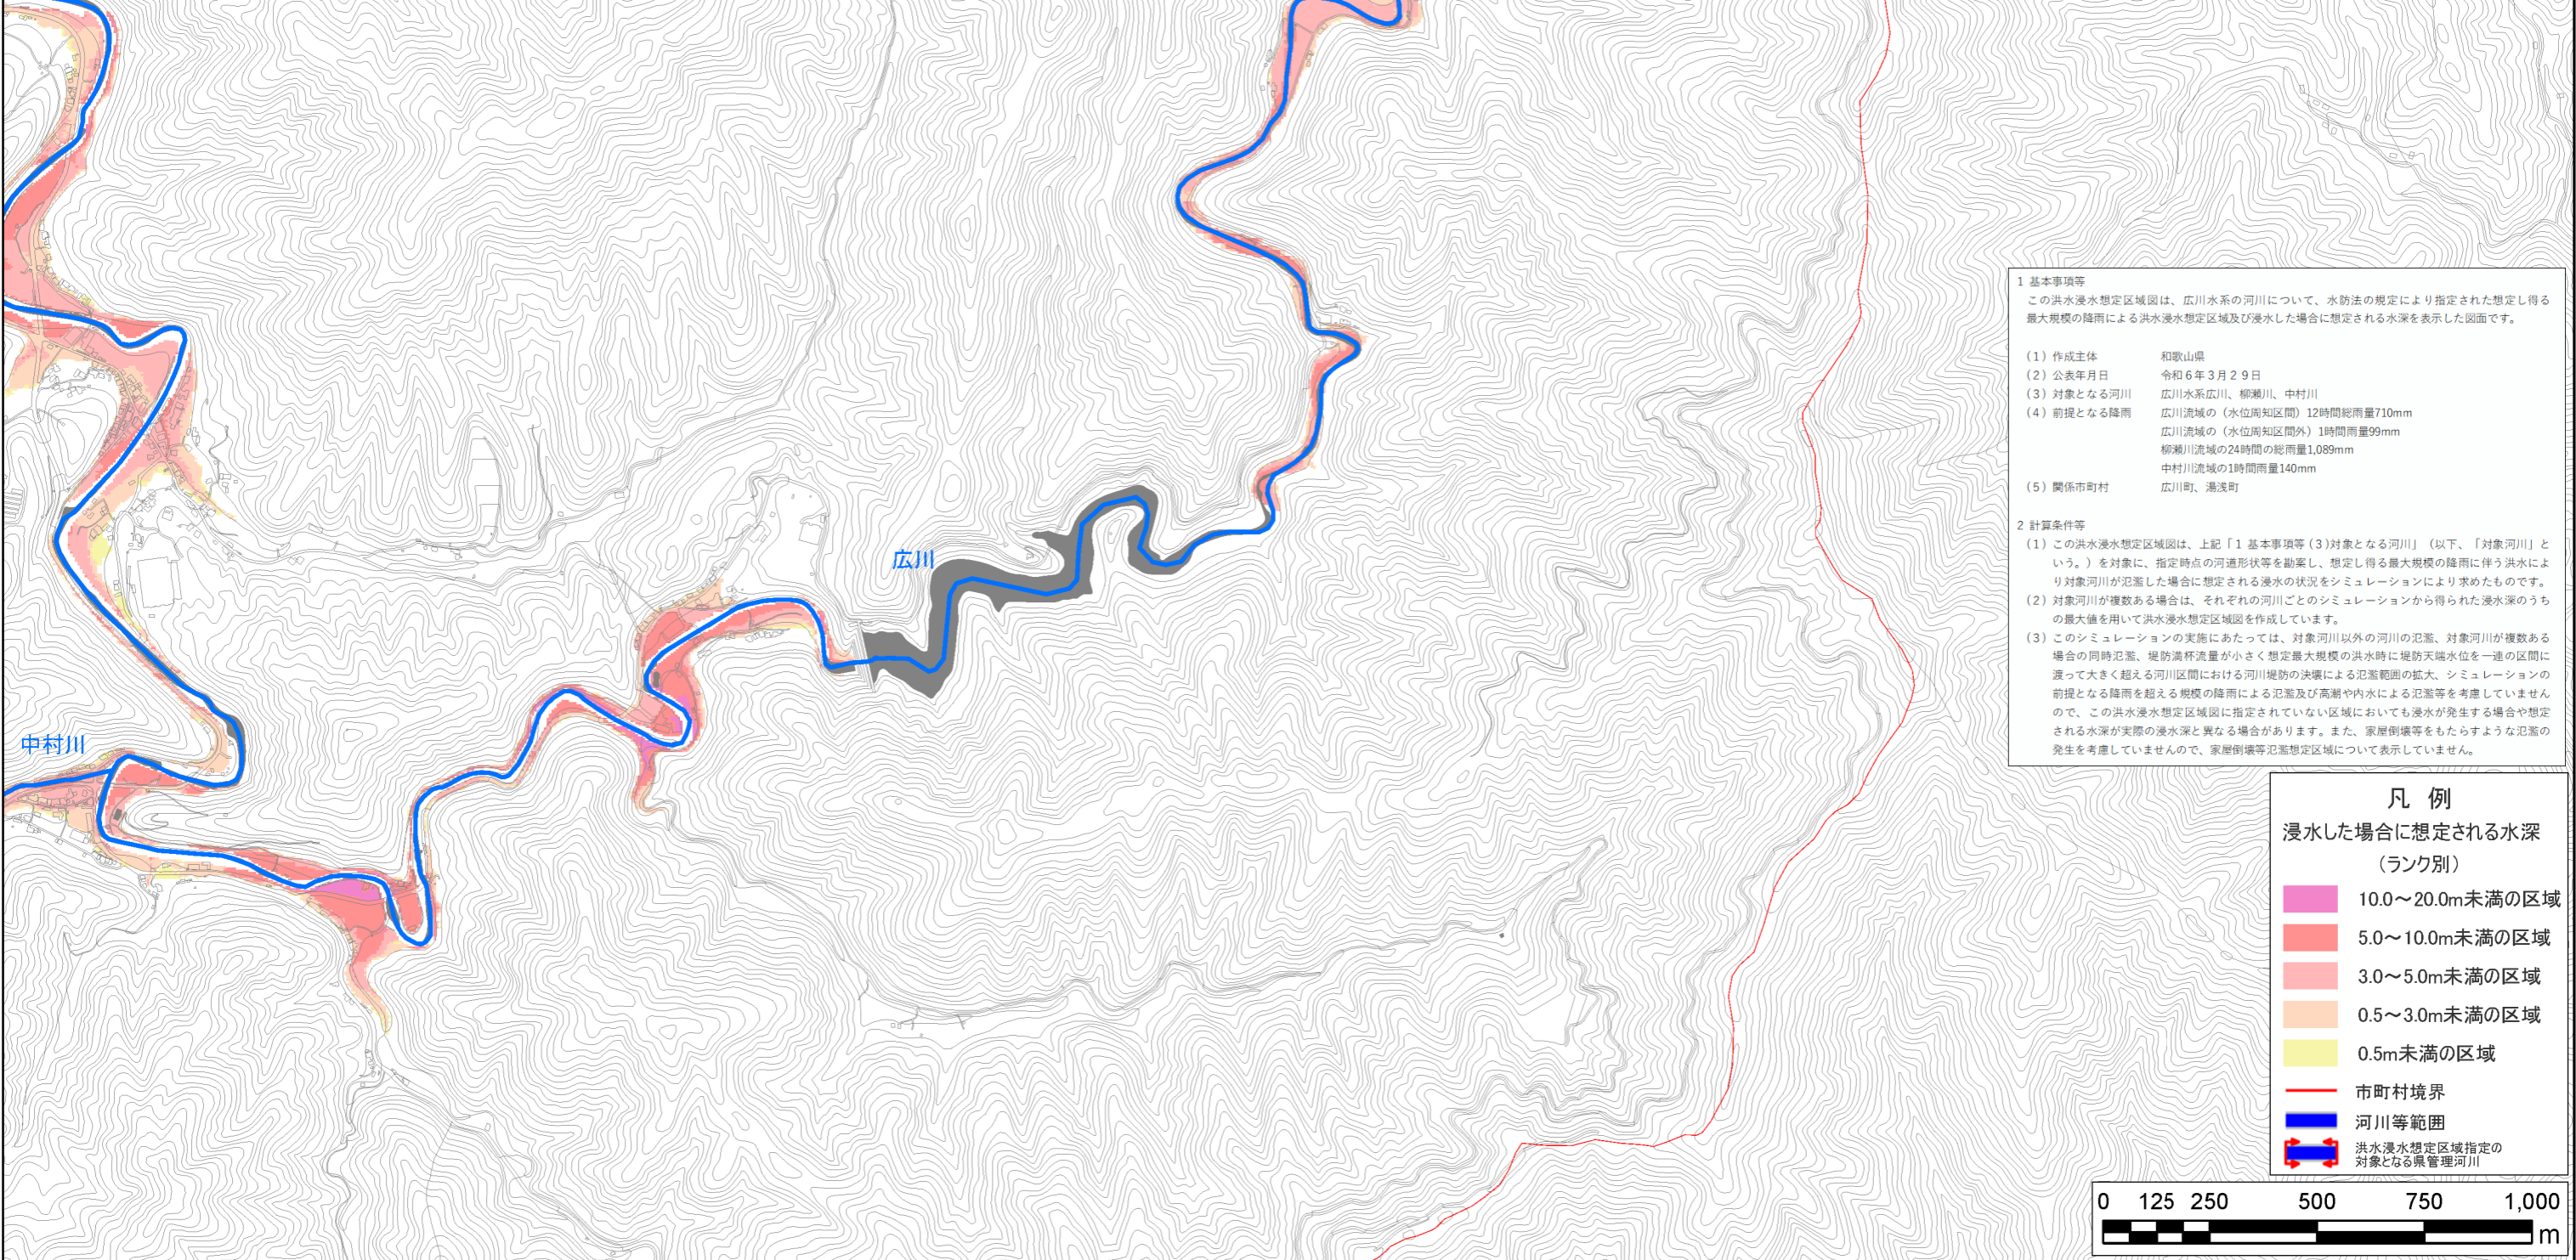 広川
中村川
1 基本事項等
この洪水浸水想定区域図は、広川水系の河川について、水防法の規定により指定された想定し得る
最大規模の降雨による洪水浸水想定区域及び浸水した場合に想定される水深を表示した図面です。
（1）作成主体 和歌山県
（2）公表年月日 令和６年３月２９日
（3）対象となる河川 広川水系広川、柳瀬川、中村川
（4）前提となる降雨 広川流域の（水位周知区間）12時間総雨量710mm
広川流域の（水位周知区間外）1時間雨量99mm
柳瀬川流域の24時間の総雨量1,089mm
中村川流域の1時間雨量140mm
（5）関係市町村 広川町、湯浅町
2 計算条件等
（1）この洪水浸水想定区域図は、上記「1 基本事項等（3）対象となる河川」（以下、「対象河川」と
いう。）を対象に、指定時点の河道形状等を勘案し、想定し得る最大規模の降雨に伴う洪水によ
り対象河川が氾濫した場合に想定される浸水の状況をシミュレーションにより求めたものです。
（2）対象河川が複数ある場合は、それぞれの河川ごとのシミュレーションから得られた浸水深のうち
の最大値を用いて洪水浸水想定区域図を作成しています。
（3）このシミュレーションの実施にあたっては、対象河川以外の河川の氾濫、対象河川が複数ある
場合の同時氾濫、堤防満杯流量が小さく想定最大規模の洪水時に堤防天端水位を一連の区間に
渡って大きく超える河川区間における河川堤防の決壊による氾濫範囲の拡大、シミュレーションの
前提となる降雨を超える規模の降雨による氾濫及び高潮や内水による氾濫等を考慮していません
ので、この洪水浸水想定区域図に指定されていない区域においても浸水が発生する場合や想定
される水深が実際の浸水深と異なる場合があります。また、家屋倒壊等をもたらすような氾濫の
発生を考慮していませんので、家屋倒壊等氾濫想定区域について表示していません。
凡 例
浸水した場合に想定される水深
（ランク別）
10.0～20.0m未満の区域
5.0～10.0m未満の区域
3.0～5.0m未満の区域
0.5～3.0m未満の区域
0.5m未満の区域
市町村境界
河川等範囲
洪水浸水想定区域指定の
対象となる県管理河川
0 125 250 500 750 1,000
m